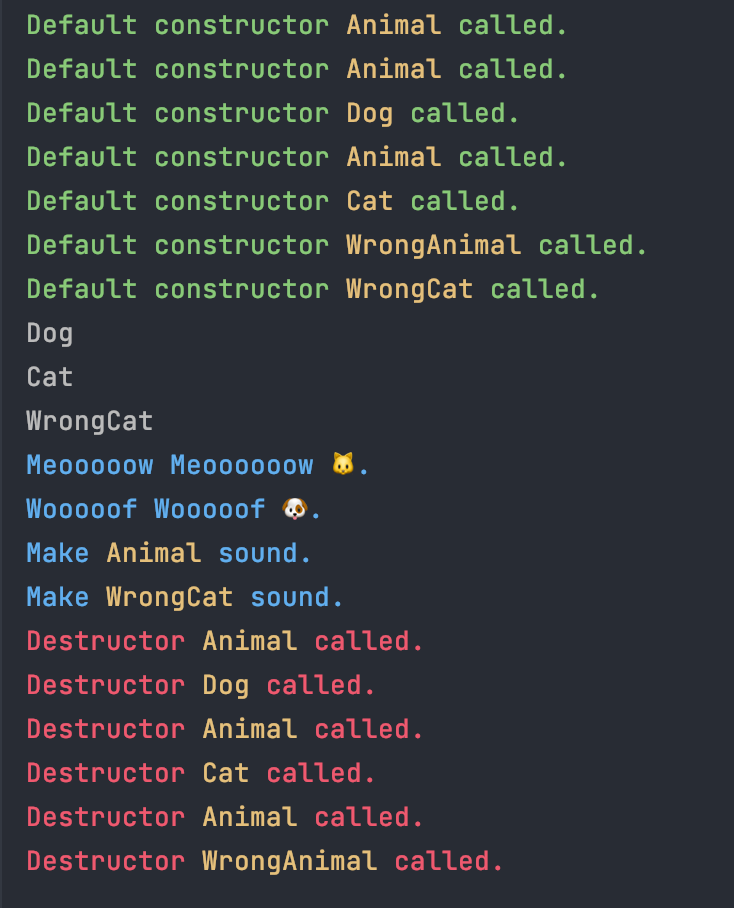 Default constructor Animal called.
Default constructor Animal called.
Default constructor Dog called.
Default constructor Animal called.
Default constructor Cat called.
Default constructor WrongAnimal called.
Default constructor WrongCat called.
Dog
Cat
WrongCat
Meooooow Meoooooow 🐱.
Wooooof Wooooof 🐶.
Make Animal sound.
Make WrongCat sound.
Destructor Animal called.
Destructor Dog called.
Destructor Animal called.
Destructor Cat called.
Destructor Animal called.
Destructor WrongAnimal called.